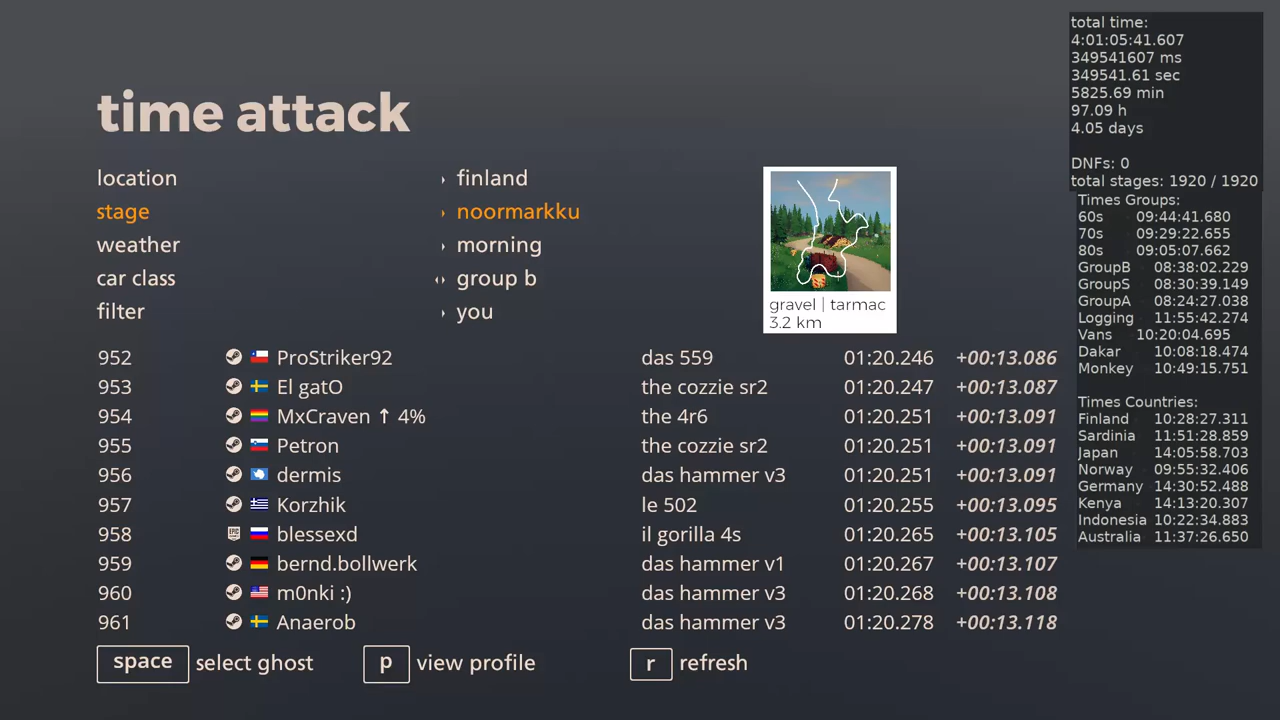 time attack
location › finland
stage › noormarkku
weather › morning
car class ‹ › group b
filter › you
gravel | tarmac
3.2 km
952 ProStriker92 das 559 01:20.246 +00:13.086
953 El gatO the cozzie sr2 01:20.247 +00:13.087
954 MxCraven ↑ 4% the 4r6 01:20.251 +00:13.091
955 Petron the cozzie sr2 01:20.251 +00:13.091
956 dermis das hammer v3 01:20.251 +00:13.091
957 Korzhik le 502 01:20.255 +00:13.095
958 EPIC blessexd il gorilla 4s 01:20.265 +00:13.105
959 bernd.bollwerk das hammer v1 01:20.267 +00:13.107
960 m0nki :) das hammer v3 01:20.268 +00:13.108
961 Anaerob das hammer v3 01:20.278 +00:13.118
space select ghost p view profile r refresh
total time:
4:01:05:41.607
349541607 ms
349541.61 sec
5825.69 min
97.09 h
4.05 days
DNFs: 0
total stages: 1920 / 1920
Times Groups:
60s 09:44:41.680
70s 09:29:22.655
80s 09:05:07.662
GroupB 08:38:02.229
GroupS 08:30:39.149
GroupA 08:24:27.038
Logging 11:55:42.274
Vans 10:20:04.695
Dakar 10:08:18.474
Monkey 10:49:15.751
Times Countries:
Finland 10:28:27.311
Sardinia 11:51:28.859
Japan 14:05:58.703
Norway 09:55:32.406
Germany 14:30:52.488
Kenya 14:13:20.307
Indonesia 10:22:34.883
Australia 11:37:26.650